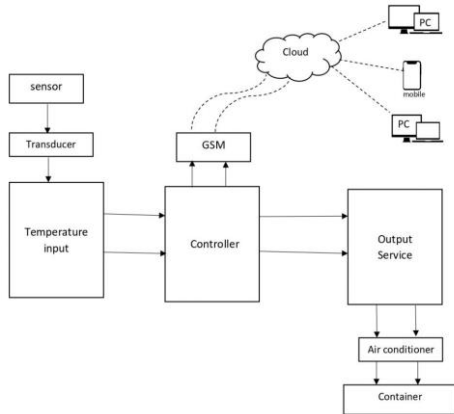 PC
Cloud
mobile
PC
sensor
Transducer
GSM
Temperature
input
Controller
Output
Service
Air conditioner
Container